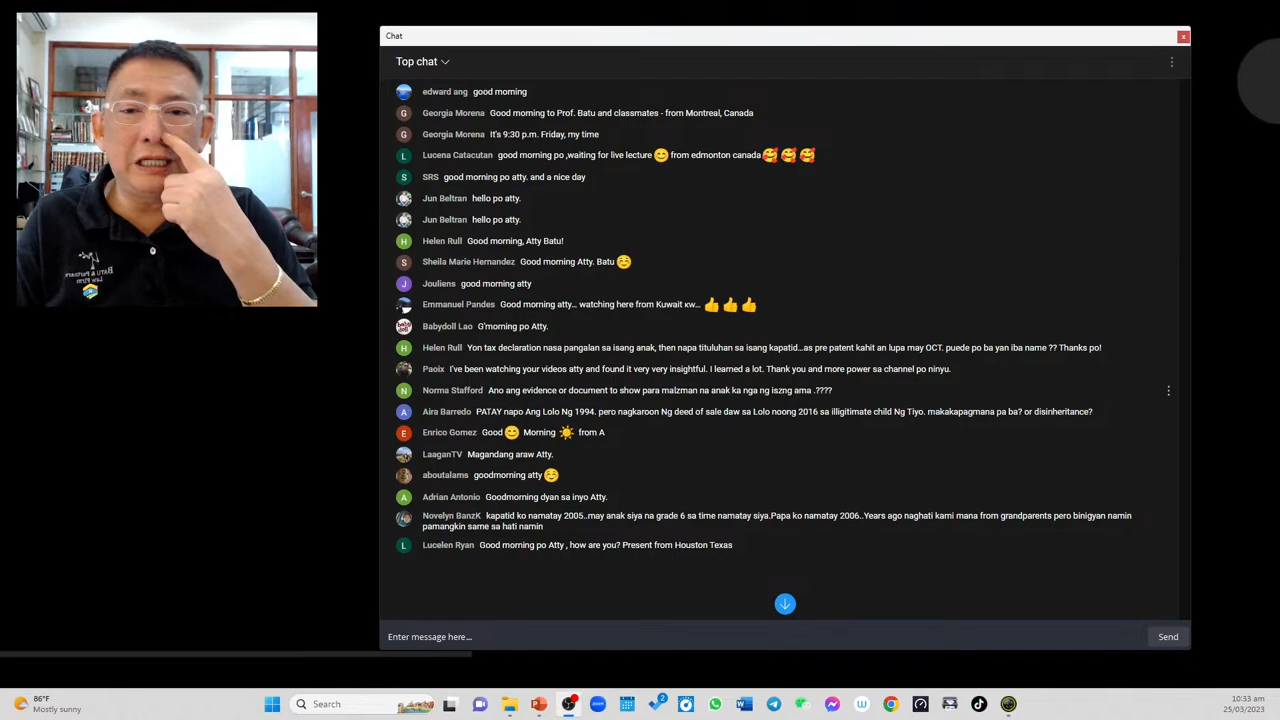 Chat
Top chat
edward ang good morning
Georgia Morena Good morning to Prof. Batu and classmates - from Montreal, Canada
Georgia Morena It's 9:30 p.m. Friday, my time
Lucena Catacutan good morning po ,waiting for live lecture 😊 from edmonton canada 🥰 🥰 🥰
SRS good morning po atty. and a nice day
Jun Beltran hello po atty.
Jun Beltran hello po atty.
Helen Rull Good morning, Atty Batu!
Sheila Marie Hernandez Good morning Atty. Batu ☺️
Jouliens good morning atty
Emmanuel Pandes Good morning atty... watching here from Kuwait kw... 👍 👍 👍
Babydoll Lao G'morning po Atty.
Helen Rull Yon tax declaration nasa pangalan sa isang anak, then napa tituluhan sa isang kapatid...as pre patent kahit an lupa may OCT. puede po ba yan iba name ?? Thanks po!
Paoix I've been watching your videos atty and found it very very insightful. I learned a lot. Thank you and more power sa channel po ninyu.
Norma Stafford Ano ang evidence or document to show para malzman na anak ka nga ng iszng ama .????
Aira Barredo PATAY napo Ang Lolo Ng 1994. pero nagkaroon Ng deed of sale daw sa Lolo noong 2016 sa illigitimate child Ng Tiyo. makakapagmana pa ba? or disinheritance?
Enrico Gomez Good 😊 Morning ☀️ from A
LaaganTV Magandang araw Atty.
aboutalams goodmorning atty ☺️
Adrian Antonio Goodmorning dyan sa inyo Atty.
Novelyn BanzK kapatid ko namatay 2005..may anak siya na grade 6 sa time namatay siya.Papa ko namatay 2006..Years ago naghati kami mana from grandparents pero binigyan namin
pamangkin same sa hati namin
Lucelen Ryan Good morning po Atty , how are you? Present from Houston Texas
Enter message here...
Send
BATU & Partners
Law Firm
86°F
Mostly sunny
Search
2
zoom
10:33 am
25/03/2023